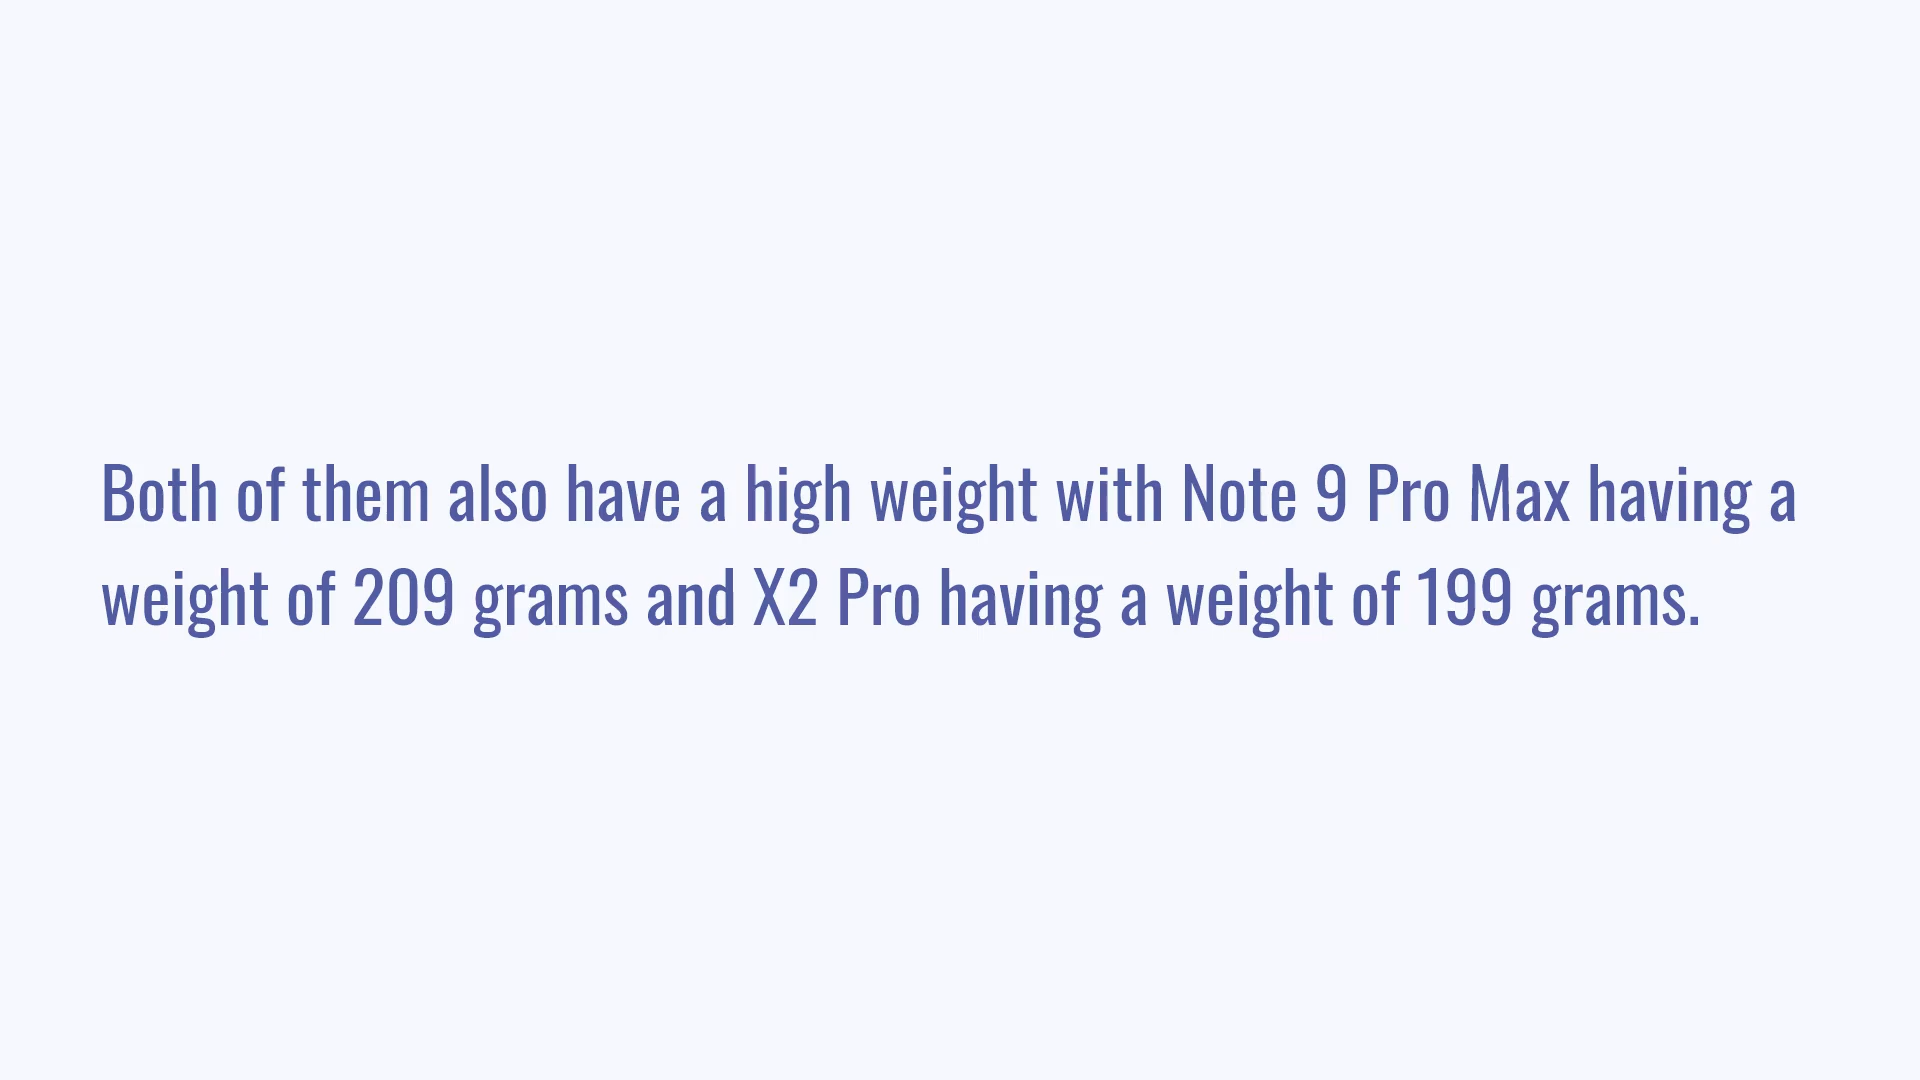 Both of them also have a high weight with Note 9 Pro Max having a
weight of 209 grams and X2 Pro having a weight of 199 grams.